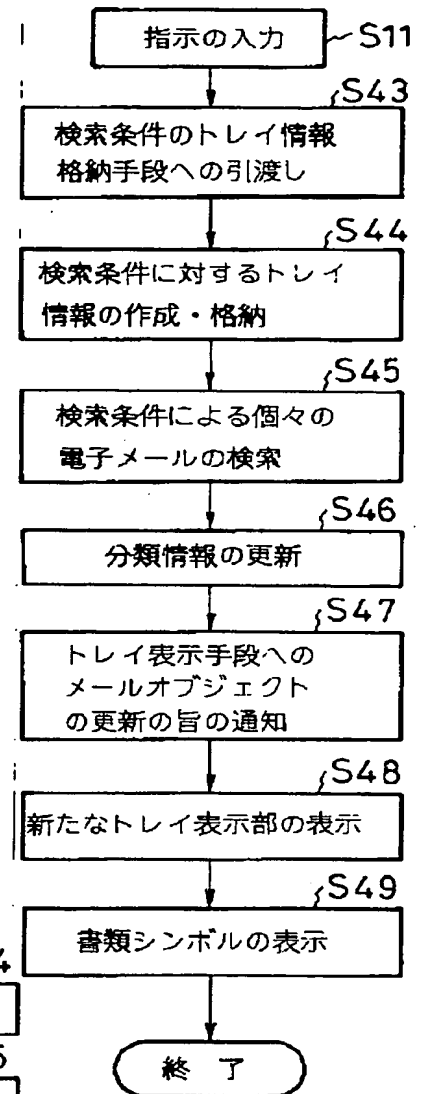 指示の入力 S11
S43
検索条件のトレイ情報
格納手段への引渡し
S44
検索条件に対するトレイ
情報の作成・格納
S45
検索条件による個々の
電子メールの検索
S46
分類情報の更新
S47
トレイ表示手段への
メールオブジェクト
の更新の旨の通知
S48
新たなトレイ表示部の表示
S49
書類シンボルの表示
終 了